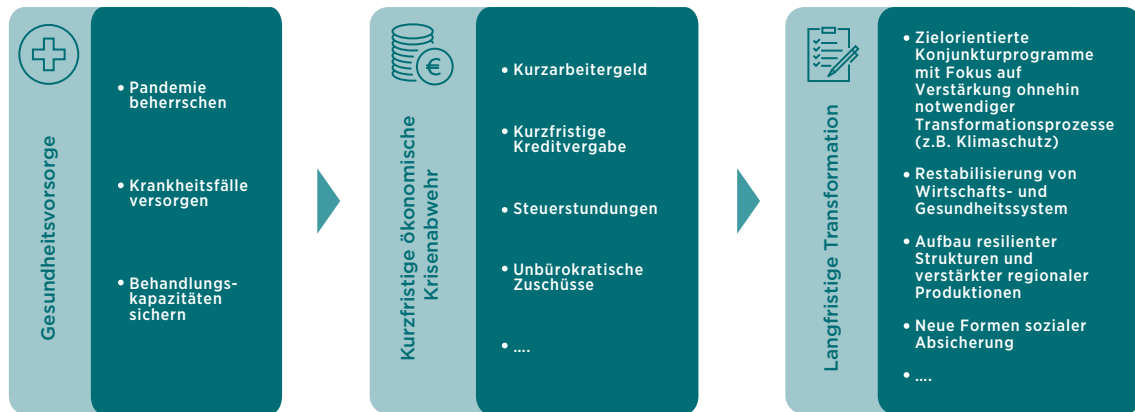 Gesundheitsvorsorge
• Pandemie
beherrschen
• Krankheitsfälle
versorgen
• Behandlungs-
kapazitäten
sichern
Kurzfristige ökonomische
Krisenabwehr
€
• Kurzarbeitergeld
• Kurzfristige
Kreditvergabe
• Steuerstundungen
• Unbürokratische
Zuschüsse
• ....
Langfristige Transformation
• Zielorientierte
Konjunkturprogramme
mit Fokus auf
Verstärkung ohnehin
notwendiger
Transformationsprozesse
(z.B. Klimaschutz)
• Restabilisierung von
Wirtschafts- und
Gesundheitssystem
• Aufbau resilienter
Strukturen und
verstärkter regionaler
Produktionen
• Neue Formen sozialer
Absicherung
• ....